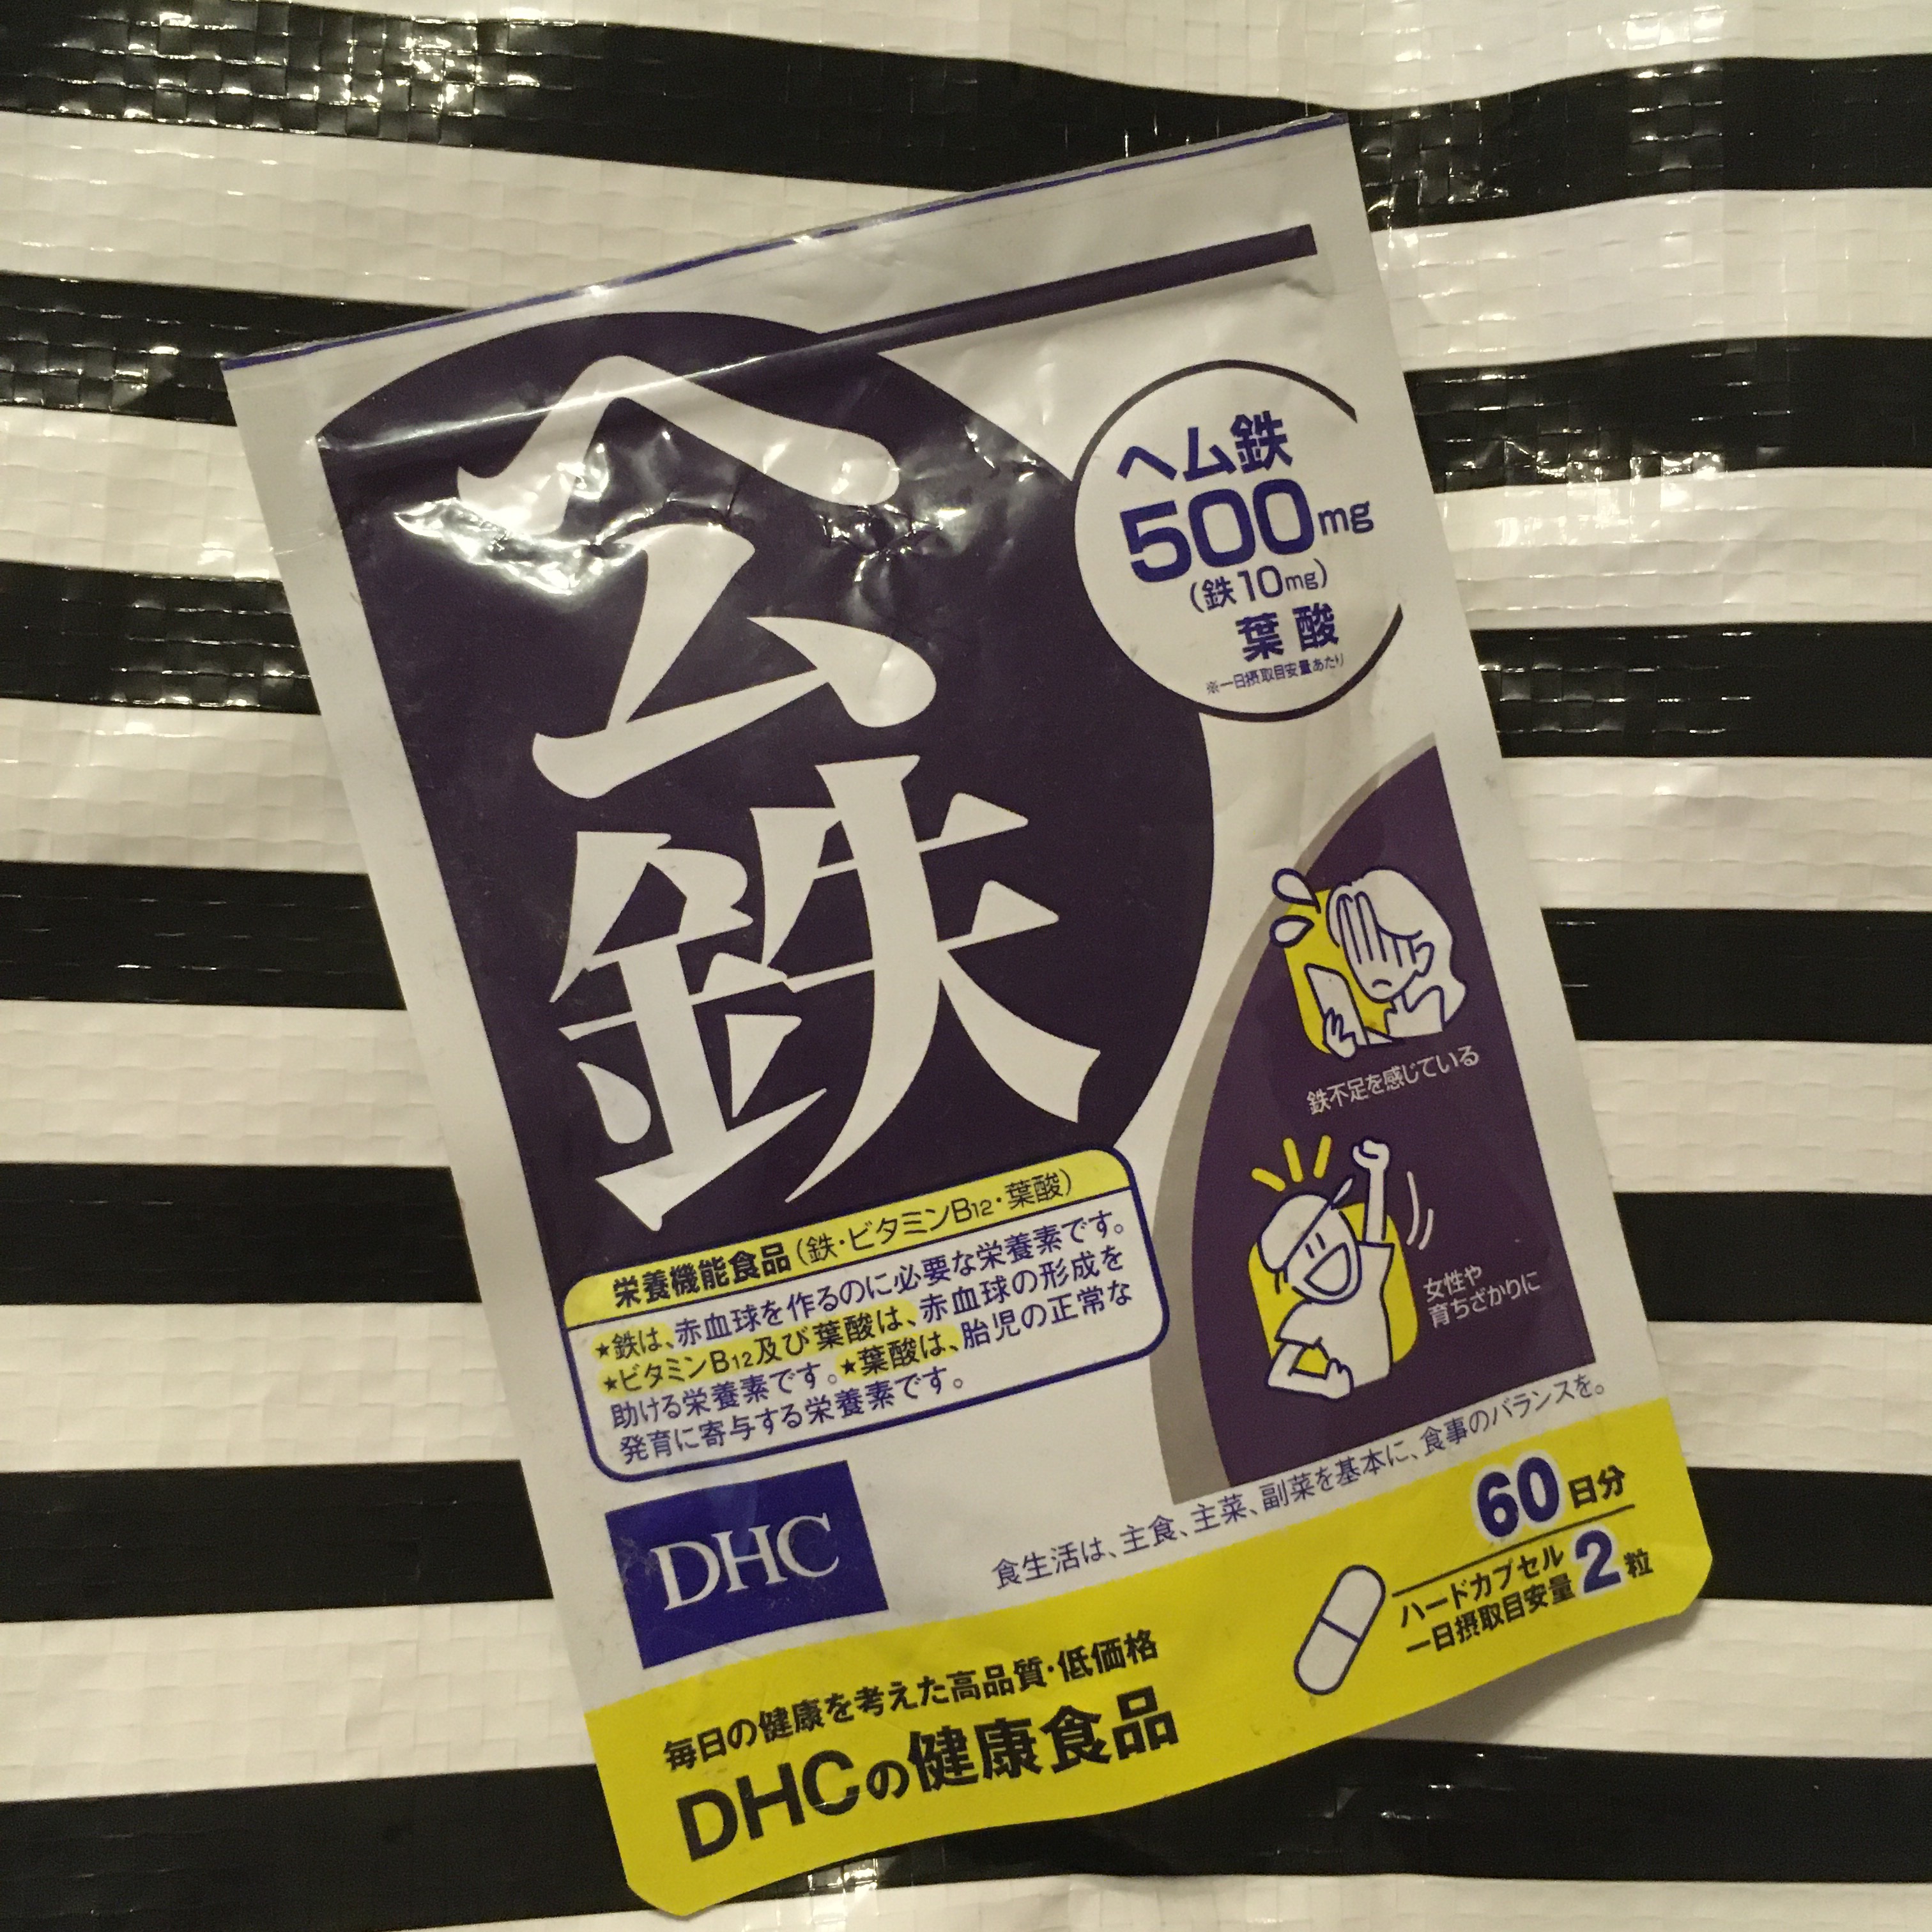 ヘム鉄
ヘム鉄
500mg
(鉄10mg)
葉酸
※一日摂取目安量あたり
鉄不足を感じている
女性や
育ちざかりに
栄養機能食品(鉄・ビタミンB12・葉酸)
★鉄は、赤血球を作るのに必要な栄養素です。
★ビタミンB12及び葉酸は、赤血球の形成を
助ける栄養素です。★葉酸は、胎児の正常な
発育に寄与する栄養素です。
DHC
食生活は、主食、主菜、副菜を基本に、食事のバランスを。
60日分
ハードカプセル
一日摂取目安量2粒
毎日の健康を考えた高品質・低価格
DHCの健康食品